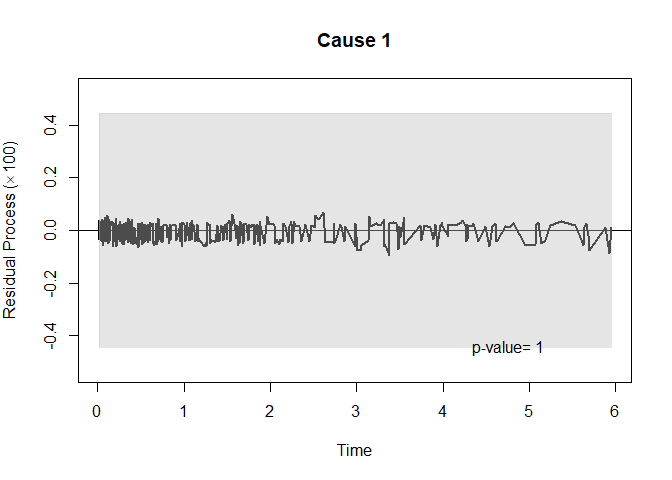 Cause 1
Residual Process (×100)
0.4
0.2
0.0
-0.2
-0.4
p-value= 1
0 1 2 3 4 5 6
Time